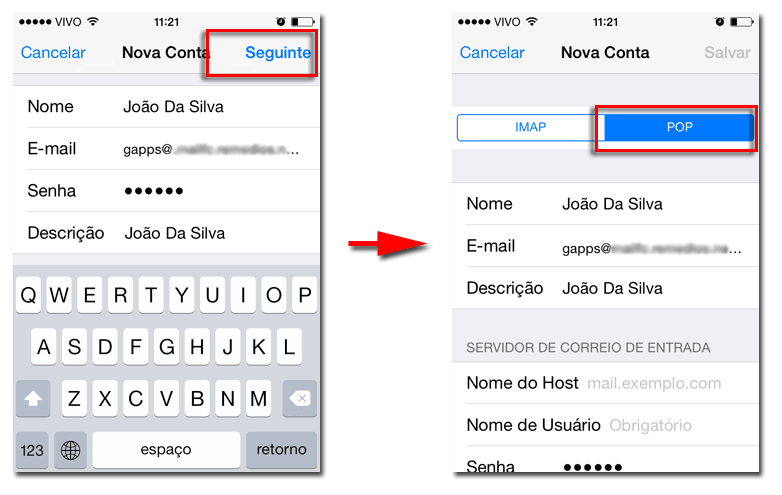 VIVO 11:21
Cancelar Nova Conta Seguinte
Nome João Da Silva
E-mail gapps@
Senha ●●●●●●
Descrição João Da Silva
Q W E R T Y U I O P
A S D F G H J K L
Z X C V B N M
123 espaço retorno
VIVO 11:21
Cancelar Nova Conta Salvar
IMAP POP
Nome João Da Silva
E-mail gapps@
Descrição João Da Silva
SERVIDOR DE CORREIO DE ENTRADA
Nome do Host mail.exemplo.com
Nome de Usuário Obrigatório
Senha ●●●●●●